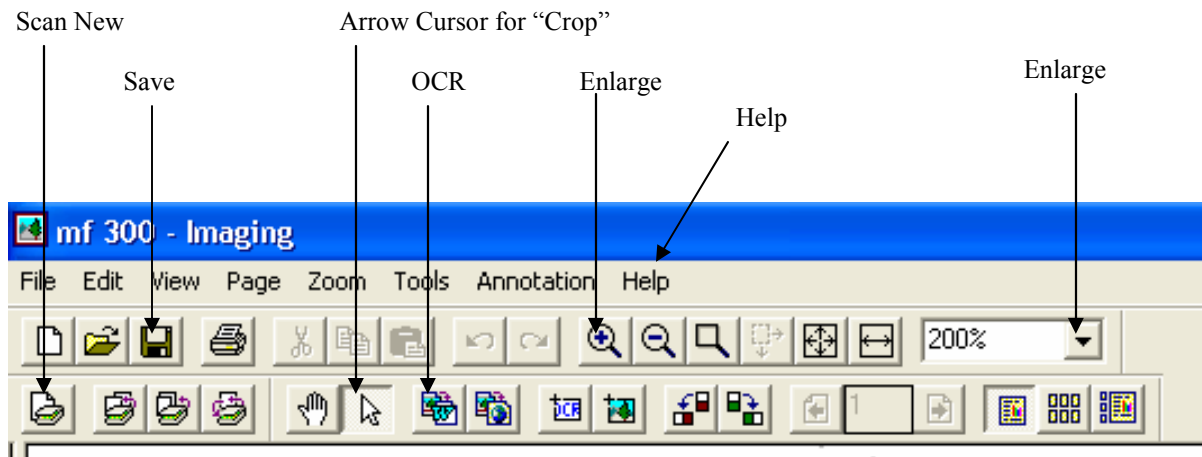 Scan New Arrow Cursor for “Crop”
Save OCR Enlarge Enlarge
Help
mf 300 - Imaging
File Edit View Page Zoom Tools Annotation Help
200%
OCR 1